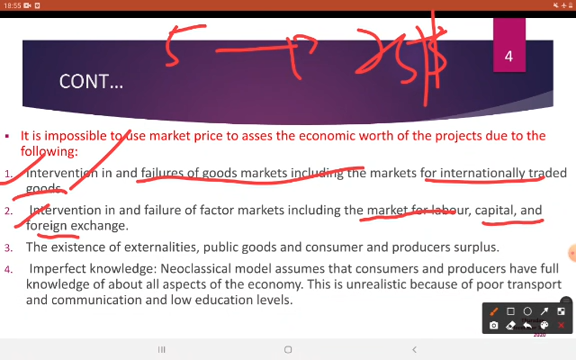 18:55
4
5 → 25$
CONT...
▪ It is impossible to use market price to asses the economic worth of the projects due to the
following:
1. Intervention in and failures of goods markets including the markets for internationally traded
goods.
2. Intervention in and failure of factor markets including the market for labour, capital, and
foreign exchange.
3. The existence of externalities, public goods and consumer and producers surplus.
4. Imperfect knowledge: Neoclassical model assumes that consumers and producers have full
knowledge of about all aspects of the economy. This is unrealistic because of poor transport
and communication and low education levels.
2020